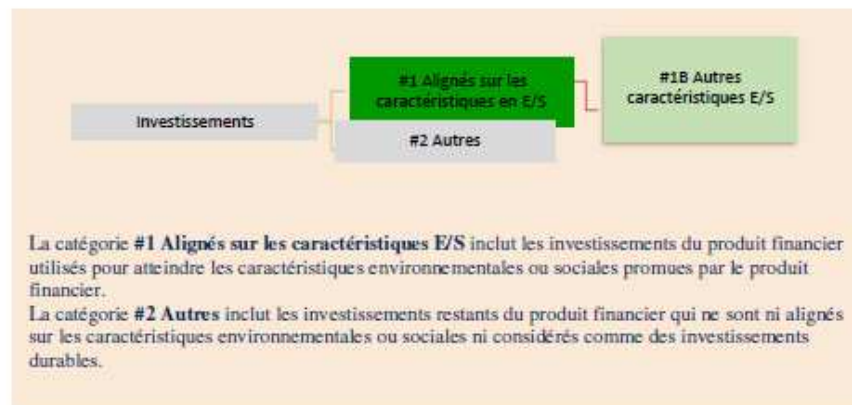 #1 Alignés sur les
caractéristiques en E/S
#1B Autres
caractéristiques E/S
Investissements
#2 Autres
La catégorie #1 Alignés sur les caractéristiques E/S inclut les investissements du produit financier
utilisés pour atteindre les caractéristiques environnementales ou sociales promues par le produit
financier.
La catégorie #2 Autres inclut les investissements restants du produit financier qui ne sont ni alignés
sur les caractéristiques environnementales ou sociales ni considérés comme des investissements
durables.